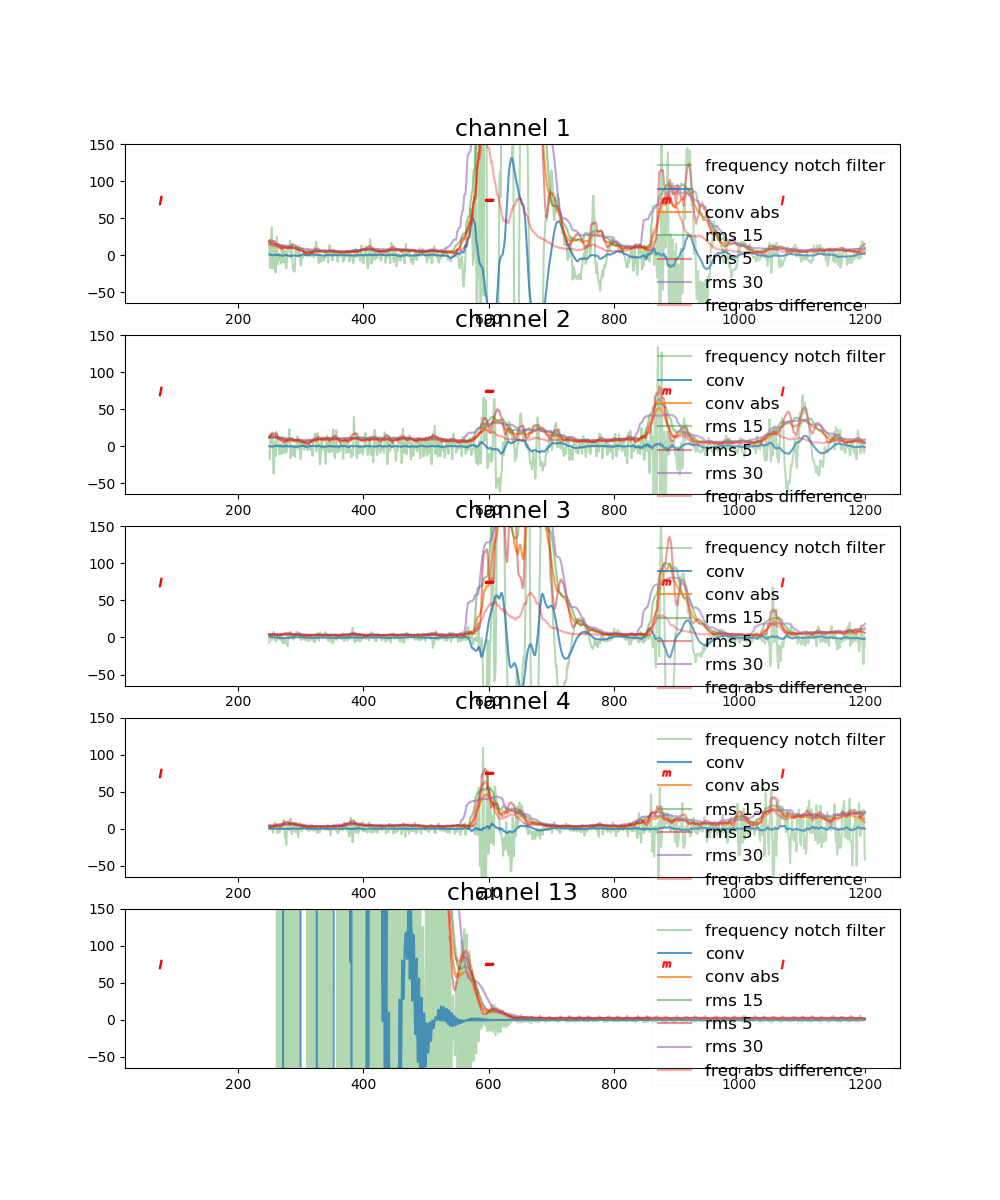 channel 1
150
100
50
0
−50
200 400 600 800 1000 1200
l – m l
frequency notch filter
conv
conv abs
rms 15
rms 5
rms 30
freq abs difference
channel 2
150
100
50
0
−50
200 400 600 800 1000 1200
l – m l
frequency notch filter
conv
conv abs
rms 15
rms 5
rms 30
freq abs difference
channel 3
150
100
50
0
−50
200 400 600 800 1000 1200
l – m l
frequency notch filter
conv
conv abs
rms 15
rms 5
rms 30
freq abs difference
channel 4
150
100
50
0
−50
200 400 600 800 1000 1200
l – m l
frequency notch filter
conv
conv abs
rms 15
rms 5
rms 30
freq abs difference
channel 13
150
100
50
0
−50
200 400 600 800 1000 1200
l – m l
frequency notch filter
conv
conv abs
rms 15
rms 5
rms 30
freq abs difference